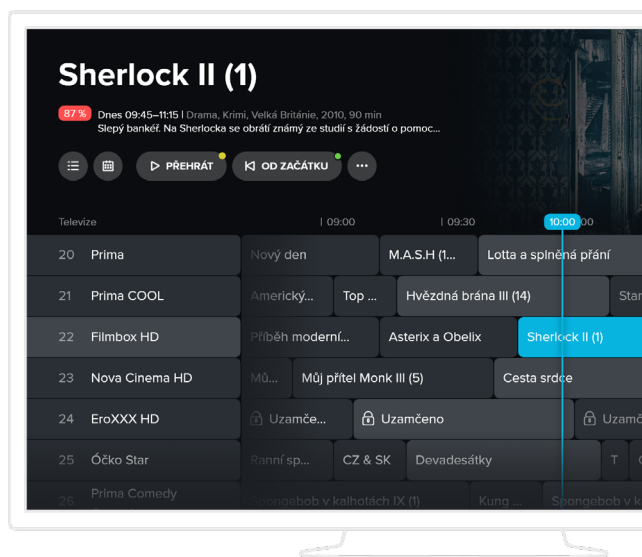 Sherlock II (1)
87 % Dnes 09:45–11:15 | Drama, Krimi, Velká Británie, 2010, 90 min
Slepý bankéř. Na Sherlocka se obrátí známý ze studií s žádostí o pomoc...
PŘEHRÁT OD ZAČÁTKU
Televize 09:00 09:30 10:00 00
20 Prima Nový den M.A.S.H (1... Lotta a splněná přání
21 Prima COOL Americký... Top ... Hvězdná brána III (14) Star
22 Filmbox HD Příběh moderní... Asterix a Obelix Sherlock II (1)
23 Nova Cinema HD Mů... Můj přítel Monk III (5) Cesta srdce
24 EroXXX HD Uzamče... Uzamčeno Uzamč
25 Óčko Star Ranní sp... CZ & SK Devadesátky T
26 Prima Comedy Spongebob v kalhotách IX (1) Kung ... Spongebob v k